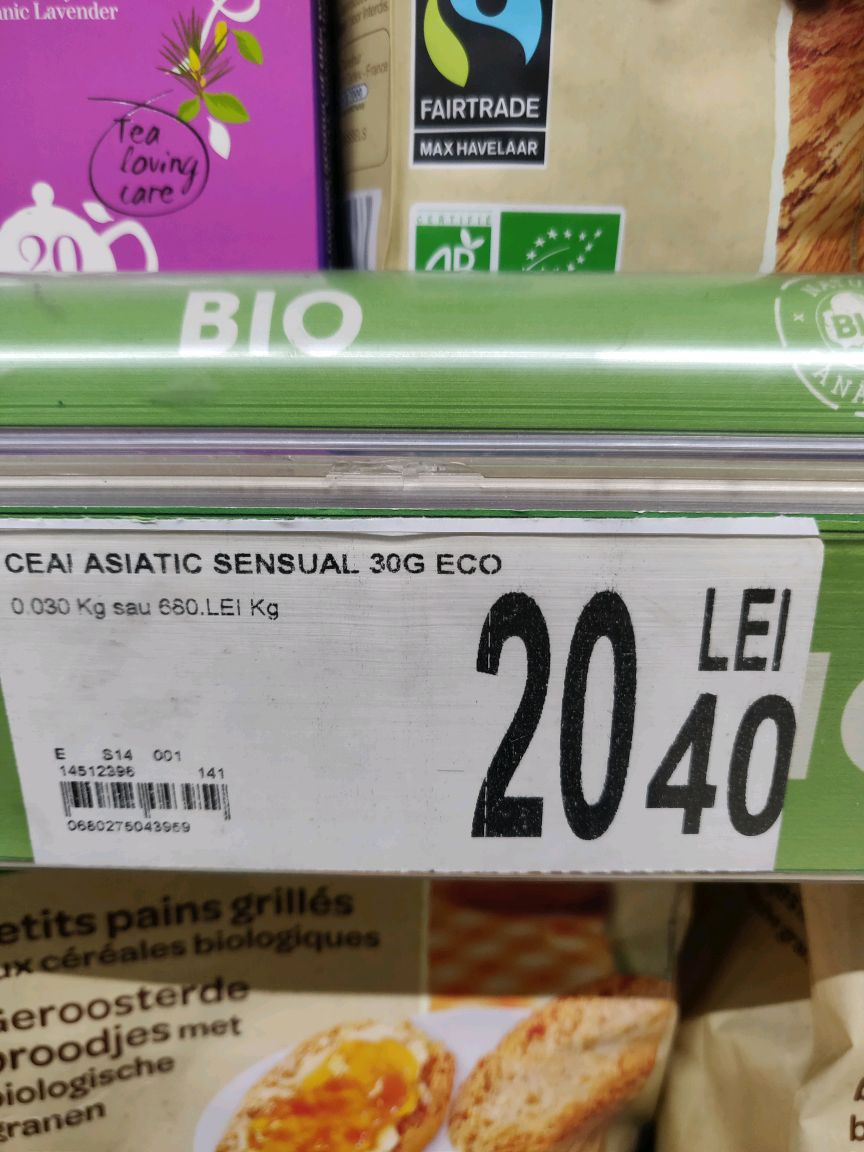 Lavender
Tea
loving
care
20
FAIRTRADE
MAX HAVELAAR
CERTIFIÉ
AB
BIO
CEAI ASIATIC SENSUAL 30G ECO
0.030 Kg sau 680.LEI Kg
20 LEI
40
E S14 001
14512396 141
0680275043969
etits pains grillés
ux céréales biologiques
Geroosterde
broodjes met
biologische
granen